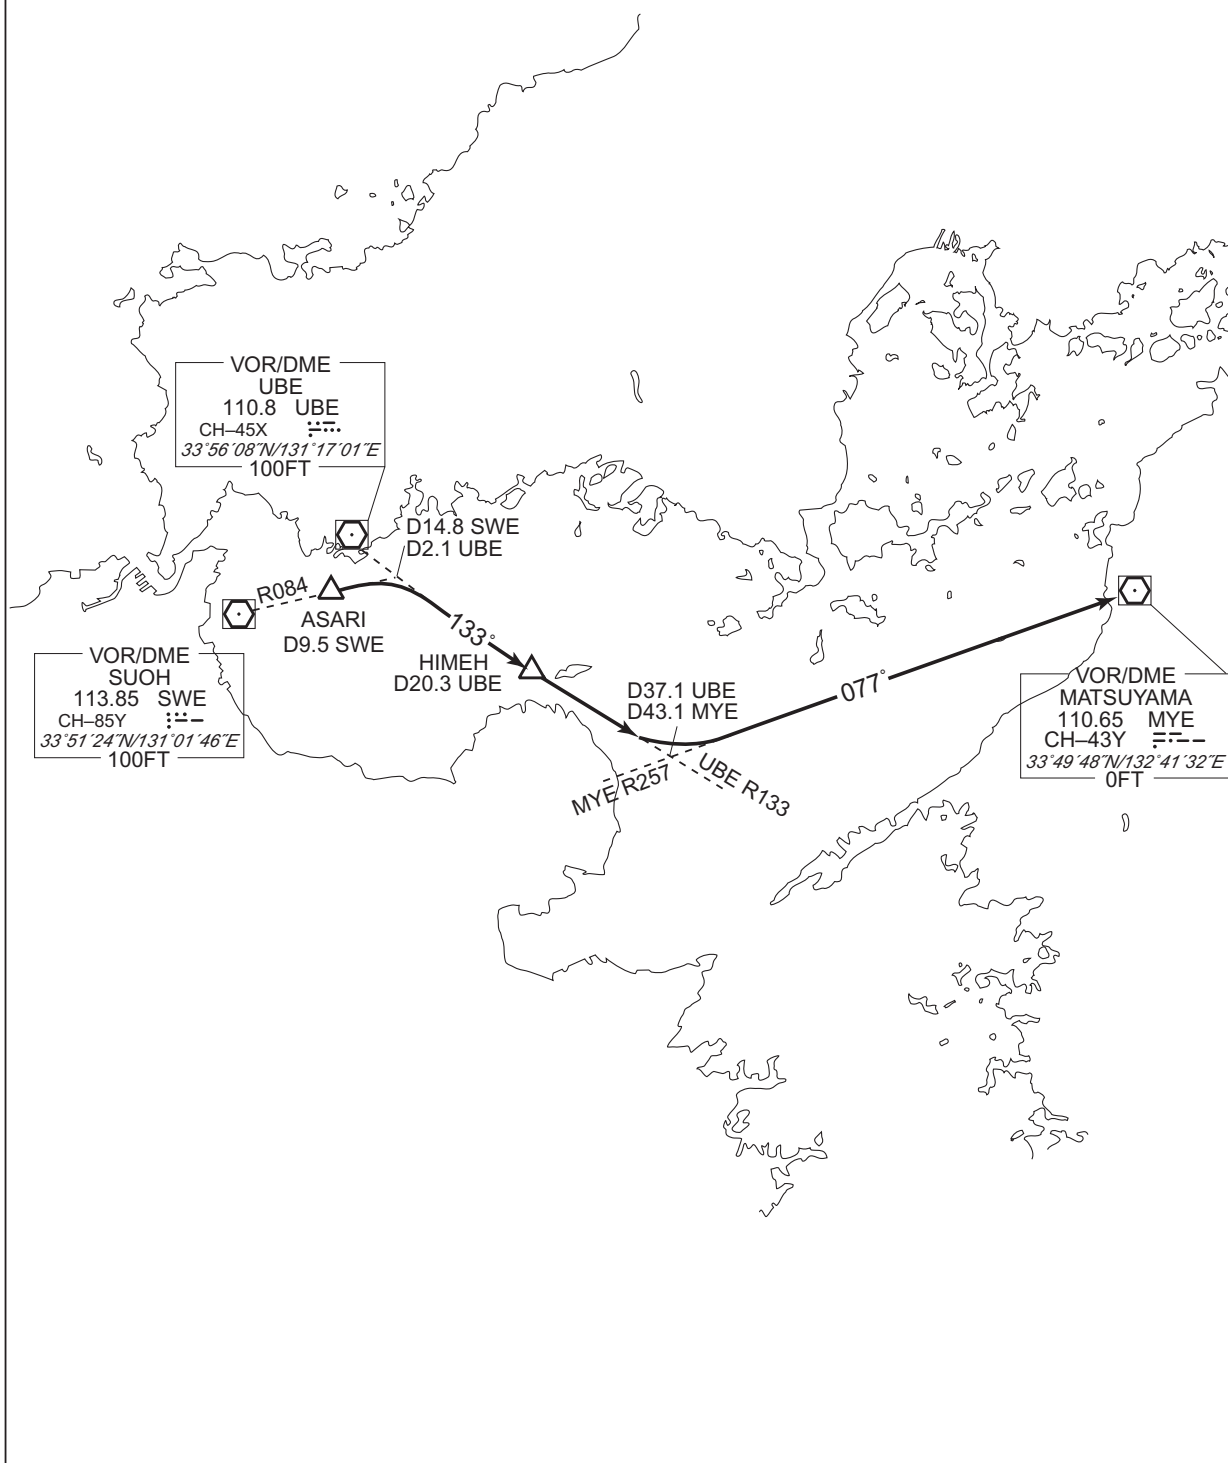 VOR/DME
UBE
110.8 UBE
CH–45X
33°56´08˝N/131°17´01˝E
100FT
D14.8 SWE
D2.1 UBE
R084
ASARI
D9.5 SWE
133°
HIMEH
D20.3 UBE
VOR/DME
SUOH
113.85 SWE
CH–85Y
33°51´24˝N/131°01´46˝E
100FT
D37.1 UBE
D43.1 MYE
077°
MYE R257
UBE R133
VOR/DME
MATSUYAMA
110.65 MYE
CH–43Y
33°49´48˝N/132°41´32˝E
0FT